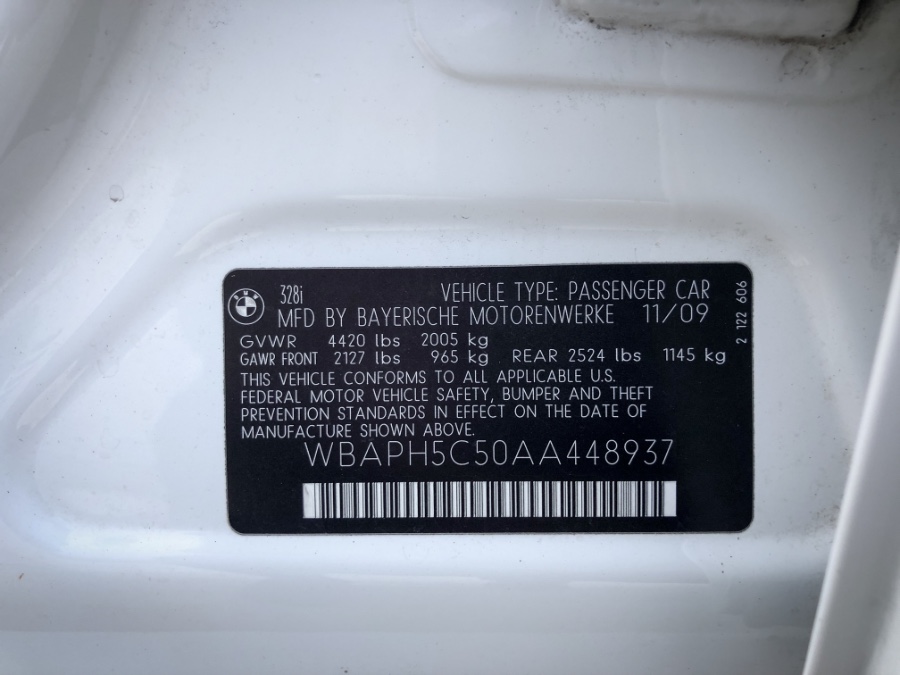 BMW
328i VEHICLE TYPE: PASSENGER CAR
MFD BY BAYERISCHE MOTORENWERKE 11/09
GVWR 4420 lbs 2005 kg
GAWR FRONT 2127 lbs 965 kg REAR 2524 lbs 1145 kg
THIS VEHICLE CONFORMS TO ALL APPLICABLE U.S.
FEDERAL MOTOR VEHICLE SAFETY, BUMPER AND THEFT
PREVENTION STANDARDS IN EFFECT ON THE DATE OF
MANUFACTURE SHOWN ABOVE.
WBAPH5C50AA448937
2 122 606